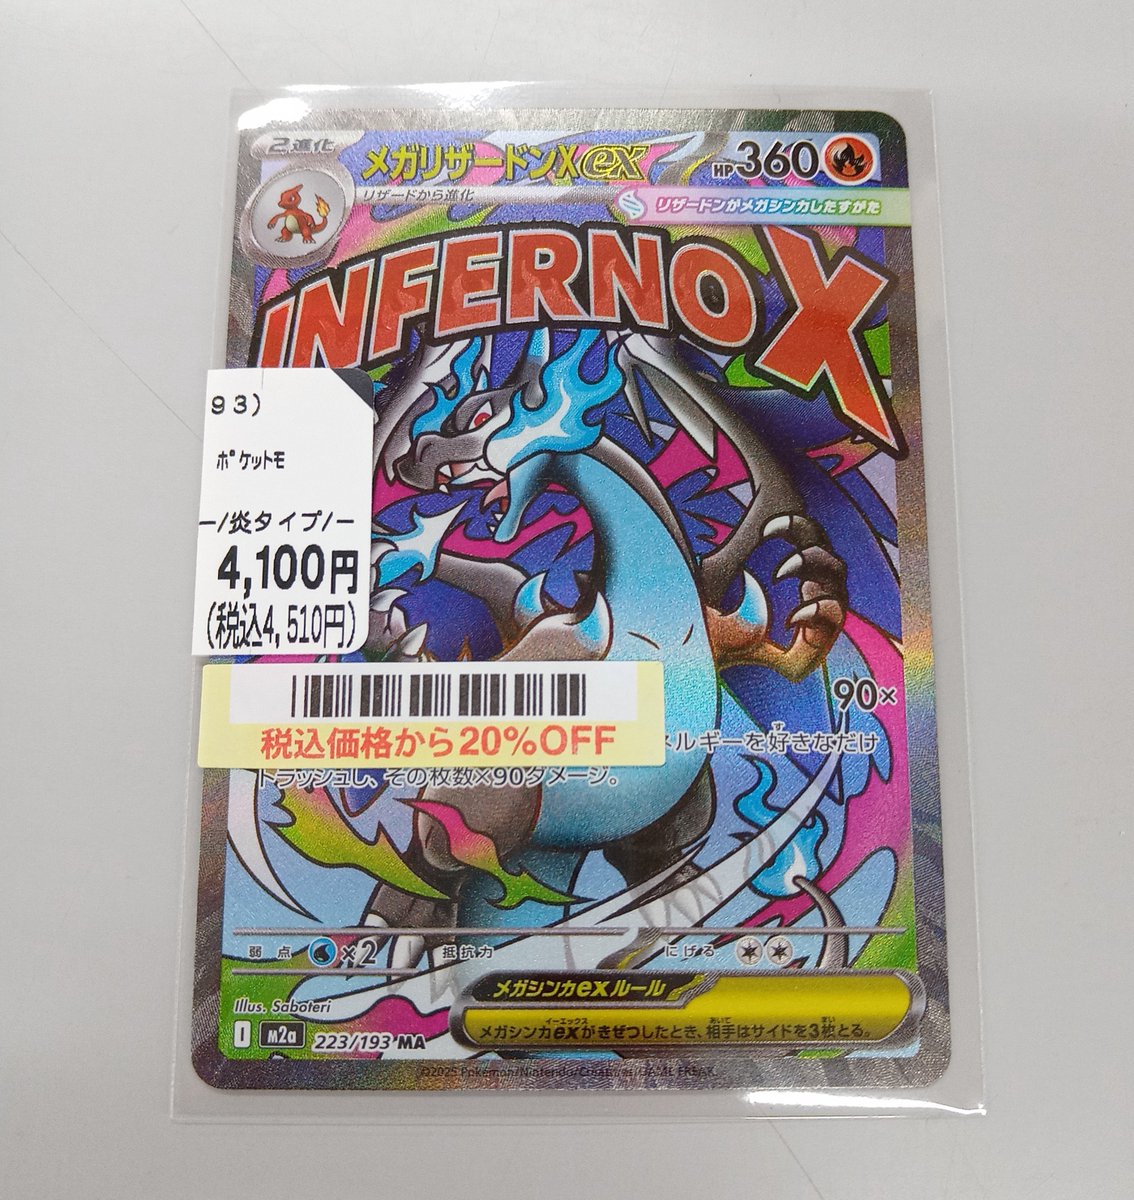 2進化
メガリザードンXex
HP360
リザードから進化
リザードンがメガシンカしたすがた
INFERNO X
93)
ポケットモ
ー/炎タイプ/ー
4,100円
(税込4,510円)
90×
税込価格から20%OFF
ネルギーを好きなだけ
トラッシュし、その枚数×90ダメージ。
弱点 ×2 抵抗力 にげる
メガシンカexルール
メガシンカexがきぜつしたとき、相手はサイドを3枚とる。
Illus. Saboteri
I m2a 223/193 MA
©2025 Pokémon/Nintendo/Creatures/GAME FREAK.